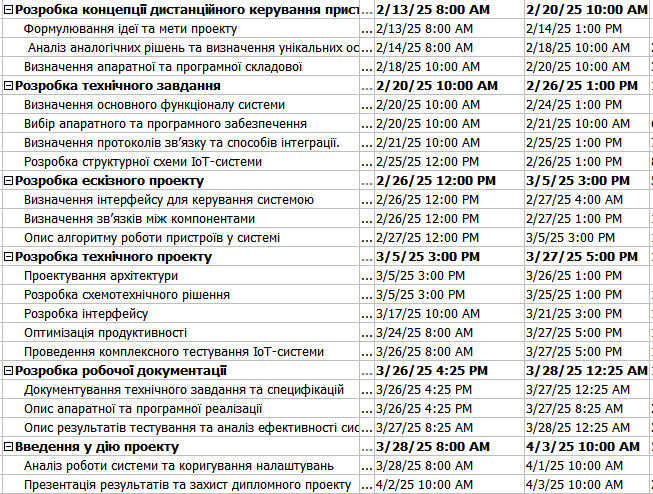 Розробка концепції дистанційного керування прист ... 2/13/25 8:00 AM 2/20/25 10:00 AM
Формулювання ідеї та мети проекту ... 2/13/25 8:00 AM 2/14/25 1:00 PM
Аналіз аналогічних рішень та визначення унікальних ос ... 2/14/25 8:00 AM 2/18/25 10:00 AM
Визначення апаратної та програмної складової ... 2/18/25 10:00 AM 2/20/25 10:00 AM
Розробка технічного завдання ... 2/20/25 10:00 AM 2/26/25 1:00 PM
Визначення основного функціоналу системи ... 2/20/25 10:00 AM 2/24/25 1:00 PM
Вибір апаратного та програмного забезпечення ... 2/20/25 10:00 AM 2/21/25 10:00 AM
Визначення протоколів зв’язку та способів інтеграції. ... 2/21/25 10:00 AM 2/25/25 1:00 PM
Розробка структурної схеми IoT-системи ... 2/25/25 12:00 PM 2/26/25 1:00 PM
Розробка ескізного проекту ... 2/26/25 12:00 PM 3/5/25 3:00 PM
Визначення інтерфейсу для керування системою ... 2/26/25 12:00 PM 2/27/25 4:00 AM
Визначення зв’язків між компонентами ... 2/26/25 12:00 PM 2/27/25 1:00 PM
Опис алгоритму роботи пристроїв у системі ... 2/27/25 12:00 PM 3/5/25 3:00 PM
Розробка технічного проекту ... 3/5/25 3:00 PM 3/27/25 5:00 PM
Проектування архітектури ... 3/5/25 3:00 PM 3/26/25 1:00 PM
Розробка схемотехнічного рішення ... 3/5/25 3:00 PM 3/25/25 1:00 PM
Розробка інтерфейсу ... 3/17/25 10:00 AM 3/21/25 3:00 PM
Оптимізація продуктивності ... 3/24/25 8:00 AM 3/27/25 5:00 PM
Проведення комплексного тестування IoT-системи ... 3/26/25 8:00 AM 3/27/25 5:00 PM
Розробка робочої документації ... 3/26/25 4:25 PM 3/28/25 12:25 AM
Документування технічного завдання та специфікацій ... 3/26/25 4:25 PM 3/27/25 12:25 AM
Опис апаратної та програмної реалізації ... 3/26/25 4:25 PM 3/27/25 8:25 AM
Опис результатів тестування та аналіз ефективності сис ... 3/27/25 8:25 AM 3/28/25 12:25 AM
Введення у дію проекту ... 3/28/25 8:00 AM 4/3/25 10:00 AM
Аналіз роботи системи та коригування налаштувань ... 3/28/25 8:00 AM 4/1/25 10:00 AM
Презентація результатів та захист дипломного проекту ... 4/2/25 10:00 AM 4/3/25 10:00 AM